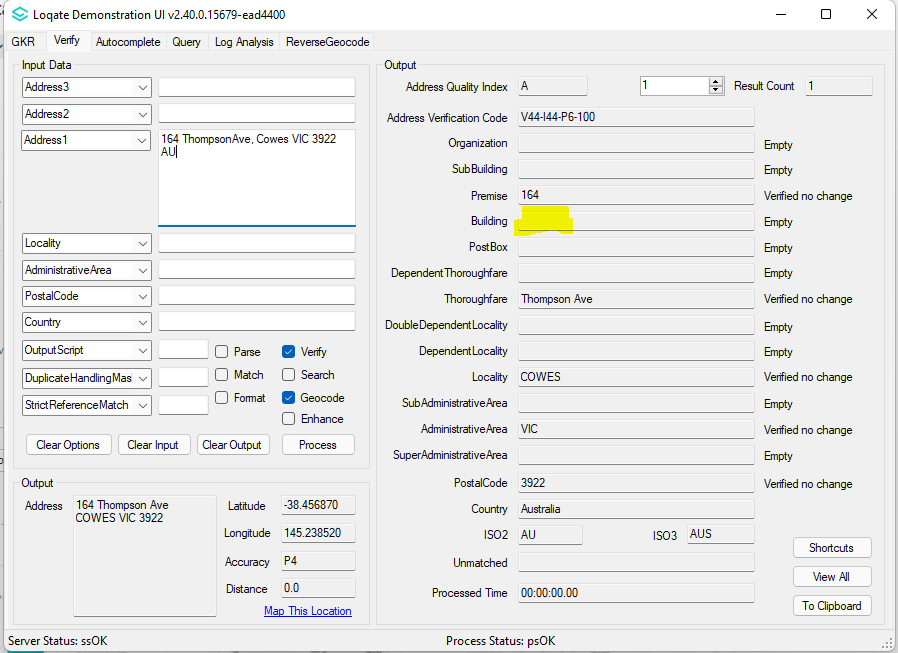 Loqate Demonstration UI v2.40.0.15679-ead4400
GKR Verify Autocomplete Query Log Analysis ReverseGeocode
Input Data
Address3
Address2
Address1 164 ThompsonAve, Cowes VIC 3922
AU
Locality
AdministrativeArea
PostalCode
Country
OutputScript Parse Verify
DuplicateHandlingMas Match Search
StrictReferenceMatch Format Geocode
Enhance
Clear Options Clear Input Clear Output Process
Output
Address 164 Thompson Ave
COWES VIC 3922
Latitude -38.456870
Longitude 145.238520
Accuracy P4
Distance 0.0
Map This Location
Output
Address Quality Index A 1 Result Count 1
Address Verification Code V44-I44-P6-100
Organization Empty
SubBuilding Empty
Premise 164 Verified no change
Building Empty
PostBox Empty
DependentThoroughfare Empty
Thoroughfare Thompson Ave Verified no change
DoubleDependentLocality Empty
DependentLocality Empty
Locality COWES Verified no change
SubAdministrativeArea Empty
AdministrativeArea VIC Verified no change
SuperAdministrativeArea Empty
PostalCode 3922 Verified no change
Country Australia
ISO2 AU ISO3 AUS
Unmatched
Processed Time 00:00:00.00
Shortcuts
View All
To Clipboard
Server Status: ssOK Process Status: psOK